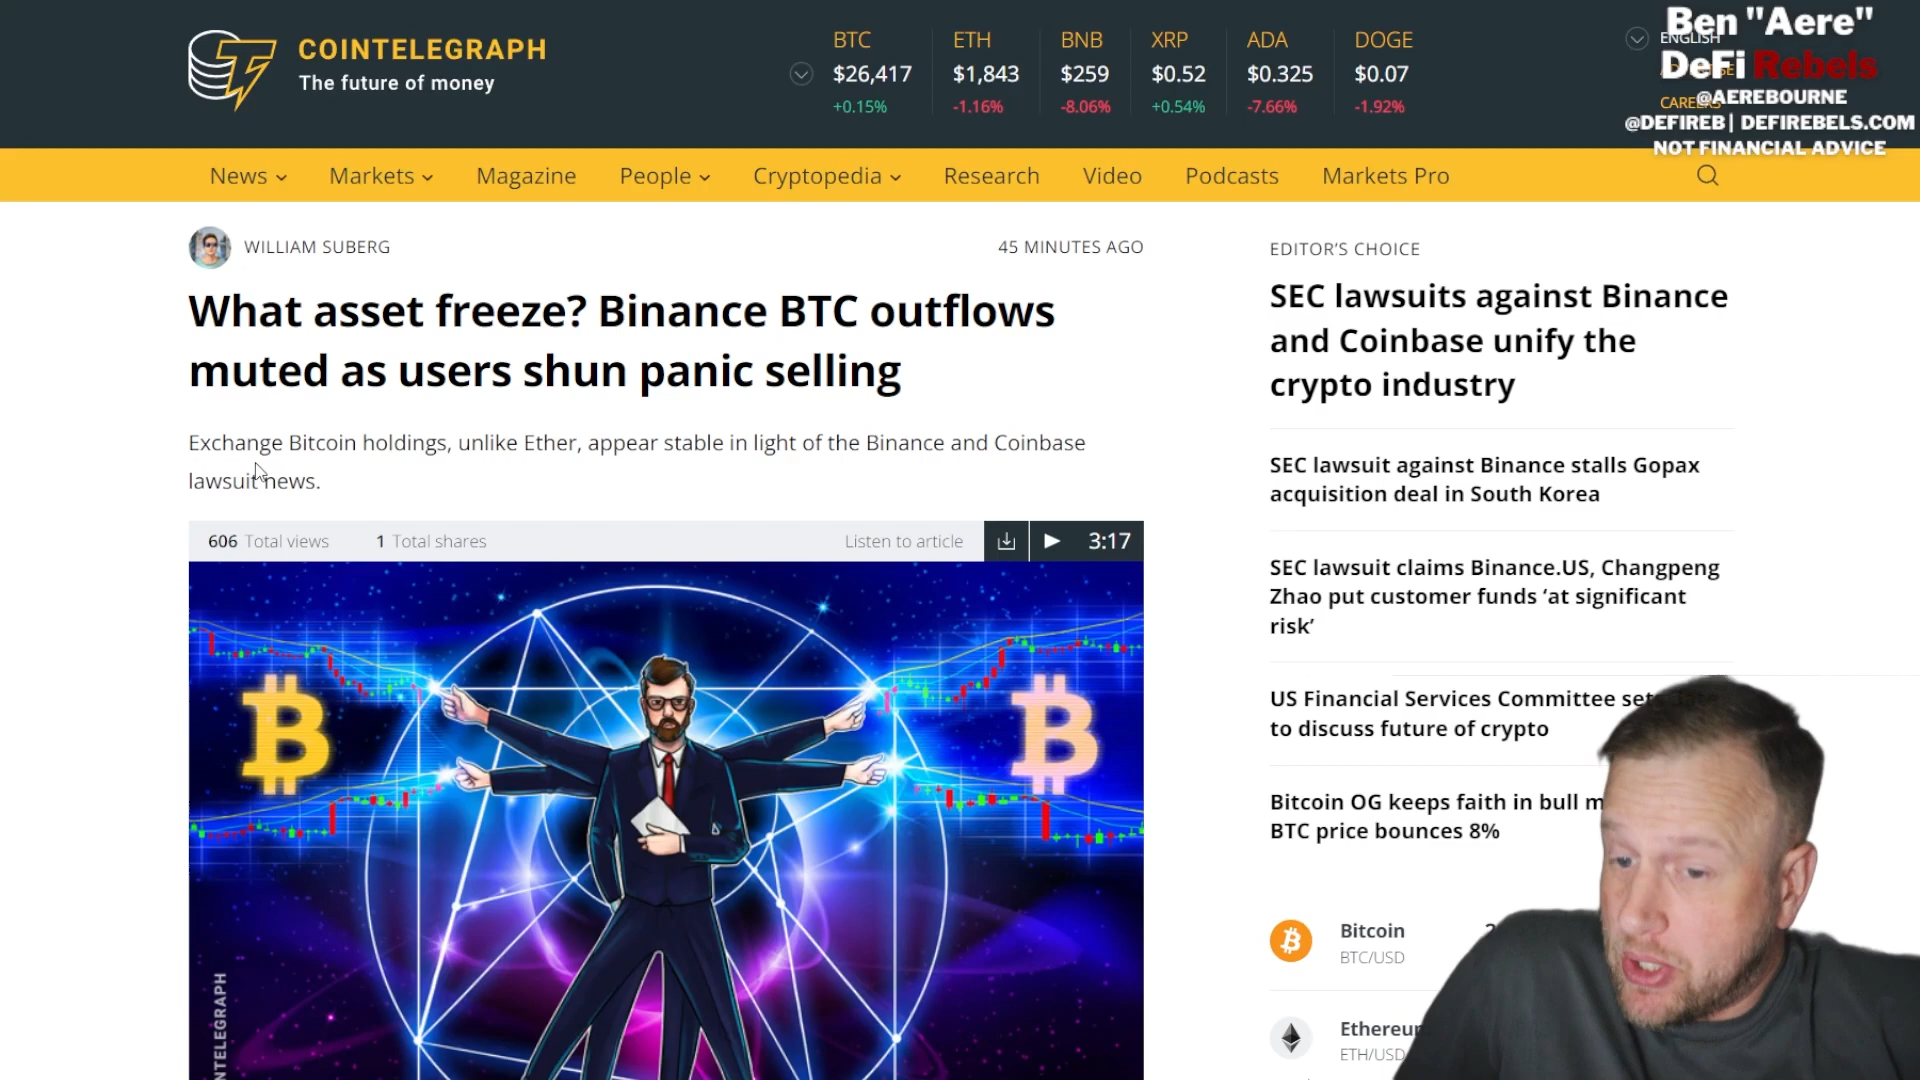 COINTELEGRAPH
The future of money
BTC
$26,417
+0.15%
ETH
$1,843
-1.16%
BNB
$259
-8.06%
XRP
$0.52
+0.54%
ADA
$0.325
-7.66%
DOGE
$0.07
-1.92%
ENGLISH
CAREERS
Ben "Aere"
DeFi Rebels
@AEREBOURNE
@DEFIREB | DEFIREBELS.COM
NOT FINANCIAL ADVICE
News
Markets
Magazine
People
Cryptopedia
Research
Video
Podcasts
Markets Pro
WILLIAM SUBERG
45 MINUTES AGO
What asset freeze? Binance BTC outflows
muted as users shun panic selling
Exchange Bitcoin holdings, unlike Ether, appear stable in light of the Binance and Coinbase
lawsuit news.
606 Total views
1 Total shares
Listen to article
3:17
COINTELEGRAPH
EDITOR'S CHOICE
SEC lawsuits against Binance
and Coinbase unify the
crypto industry
SEC lawsuit against Binance stalls Gopax
acquisition deal in South Korea
SEC lawsuit claims Binance.US, Changpeng
Zhao put customer funds ‘at significant
risk’
US Financial Services Committee sets date
to discuss future of crypto
Bitcoin OG keeps faith in bull
BTC price bounces 8%
Bitcoin
BTC/USD
Ethereum
ETH/USD